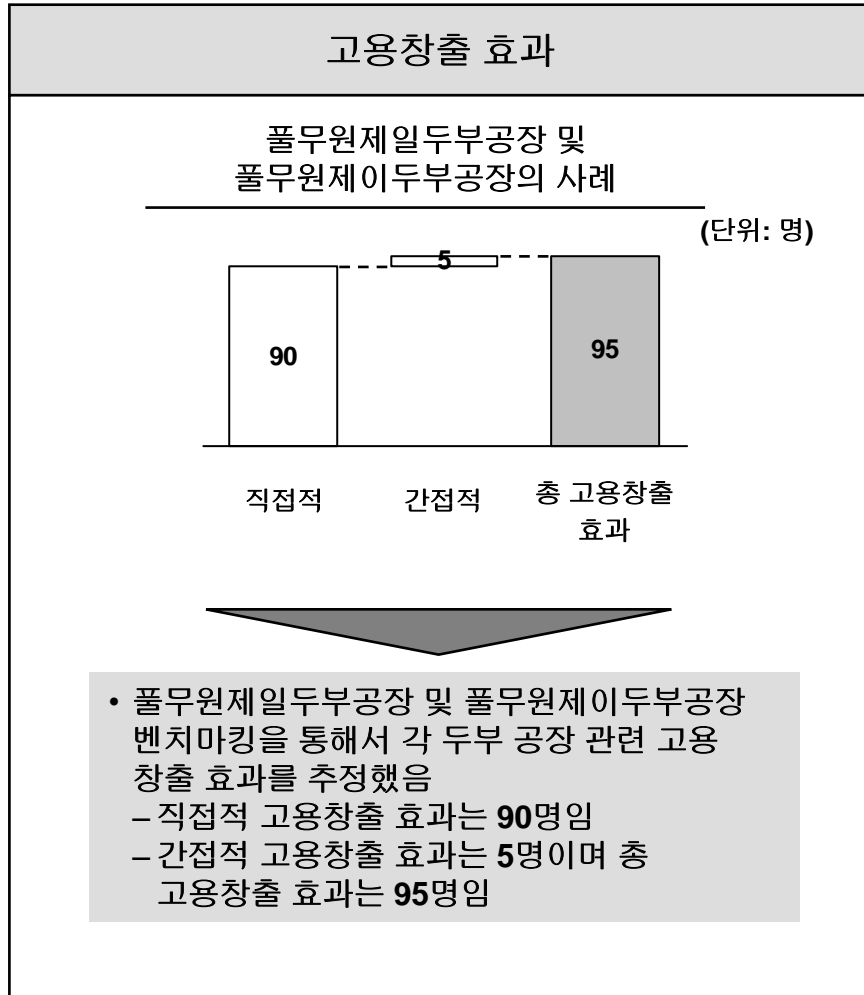 고용창출 효과
풀무원제일두부공장 및
풀무원제이두부공장의 사례
(단위: 명)
5
90
95
직접적
간접적
총 고용창출
효과
• 풀무원제일두부공장 및 풀무원제이두부공장
벤치마킹을 통해서 각 두부 공장 관련 고용
창출 효과를 추정했음
– 직접적 고용창출 효과는 90명임
– 간접적 고용창출 효과는 5명이며 총
고용창출 효과는 95명임